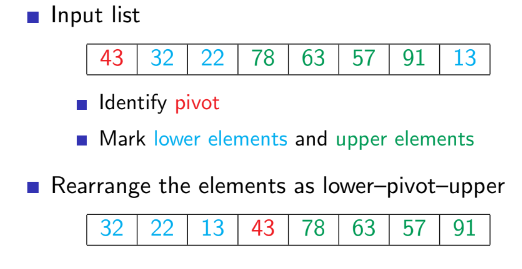 Input list
43 32 22 78 63 57 91 13
Identify pivot
Mark lower elements and upper elements
Rearrange the elements as lower–pivot–upper
32 22 13 43 78 63 57 91